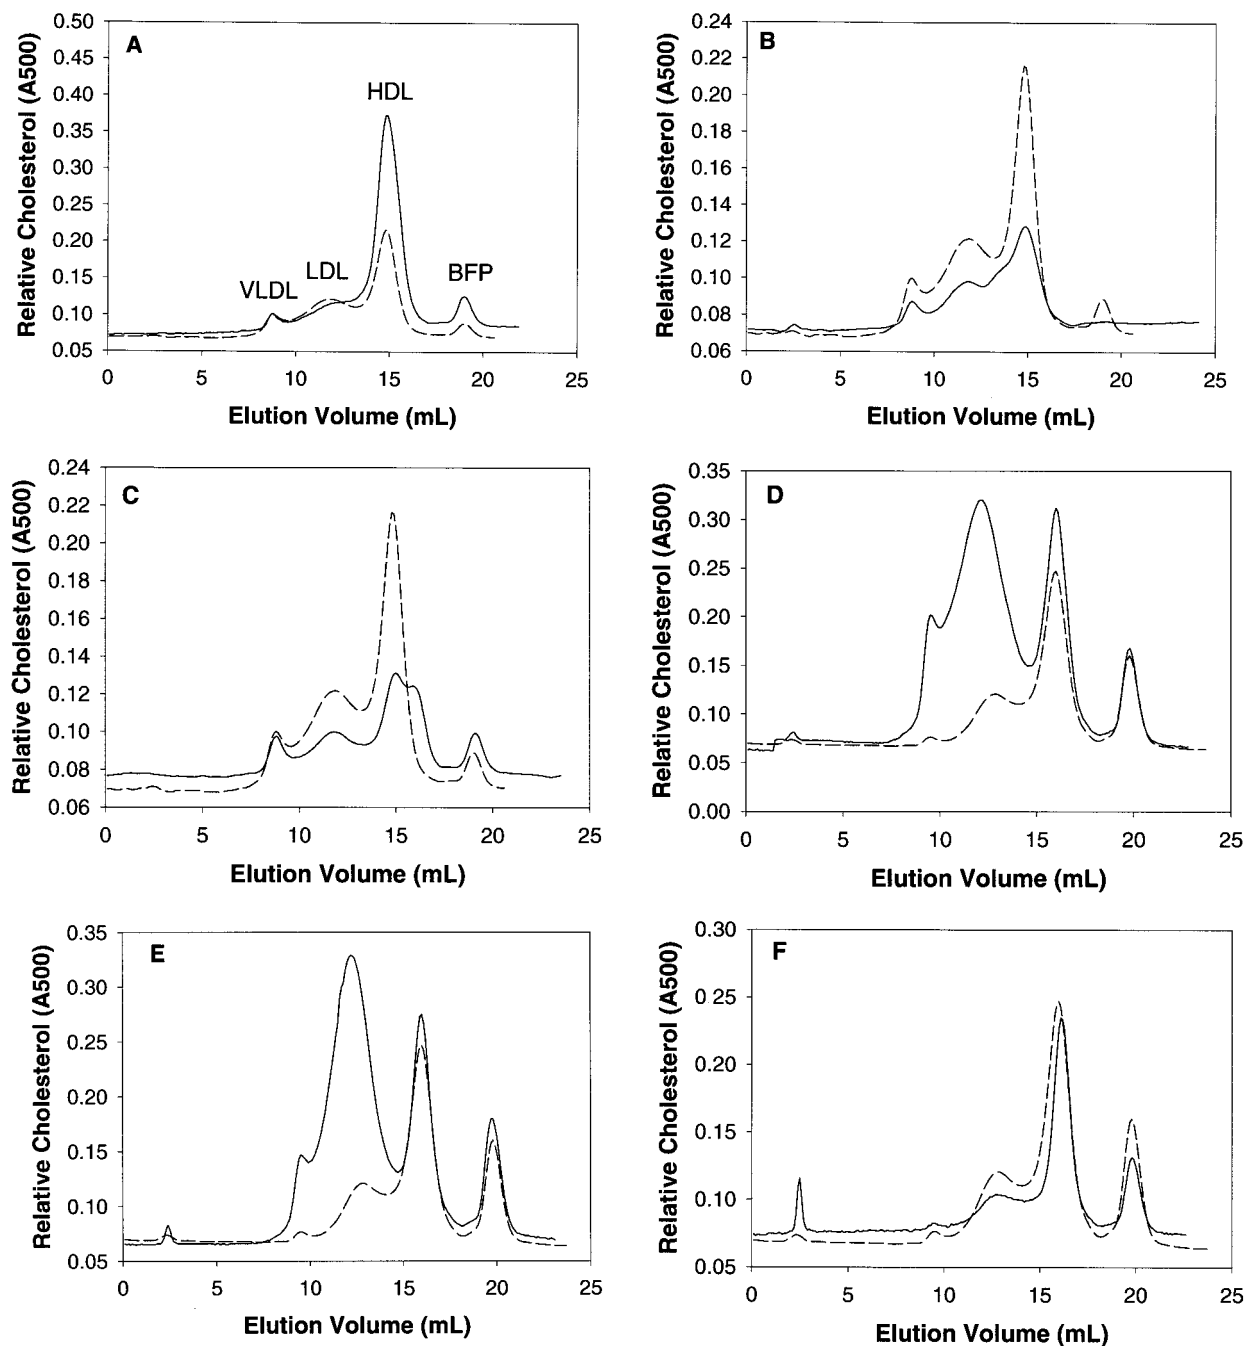 A
Relative Cholesterol (A500)
0.50
0.45
0.40
0.35
0.30
0.25
0.20
0.15
0.10
0.05
HDL
VLDL
LDL
BFP
0 5 10 15 20 25
Elution Volume (mL)
B
Relative Cholesterol (A500)
0.24
0.22
0.20
0.18
0.16
0.14
0.12
0.10
0.08
0.06
0 5 10 15 20 25
Elution Volume (mL)
C
Relative Cholesterol (A500)
0.24
0.22
0.20
0.18
0.16
0.14
0.12
0.10
0.08
0.06
0 5 10 15 20 25
Elution Volume (mL)
D
Relative Cholesterol (A500)
0.35
0.30
0.25
0.20
0.15
0.10
0.05
0.00
0 5 10 15 20 25
Elution Volume (mL)
E
Relative Cholesterol (A500)
0.35
0.30
0.25
0.20
0.15
0.10
0.05
0 5 10 15 20 25
Elution Volume (mL)
F
Relative Cholesterol (A500)
0.30
0.25
0.20
0.15
0.10
0.05
0 5 10 15 20 25
Elution Volume (mL)